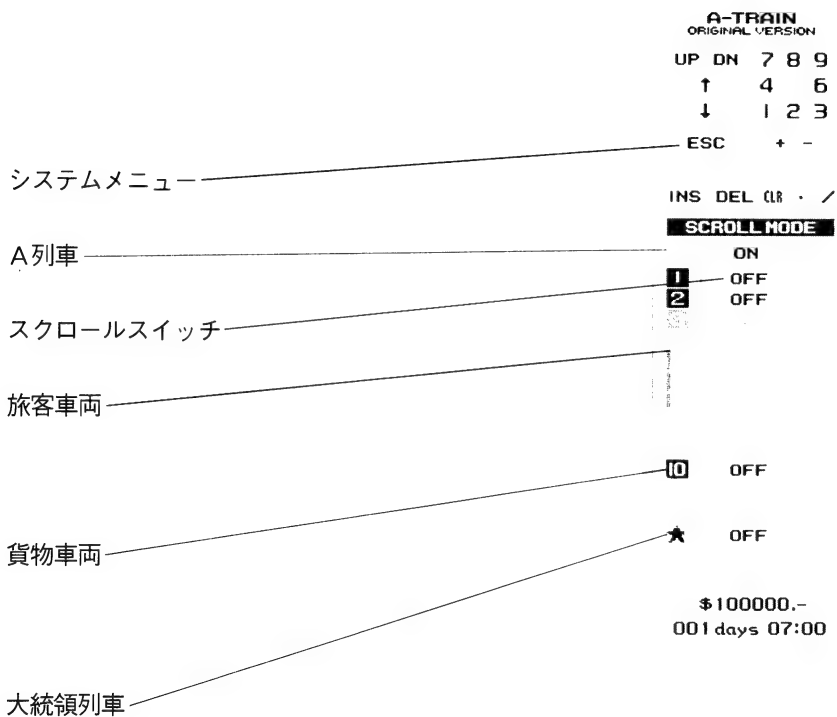 A-TRAIN
ORIGINAL VERSION
UP DN 7 8 9
↑ 4 6
↓ 1 2 3
ESC + -
システムメニュー
INS DEL CLR · /
SCROLL MODE
A列車
ON
1 OFF
2 OFF
スクロールスイッチ
旅客車両
10 OFF
★ OFF
貨物車両
$100000.-
001days 07:00
大統領列車